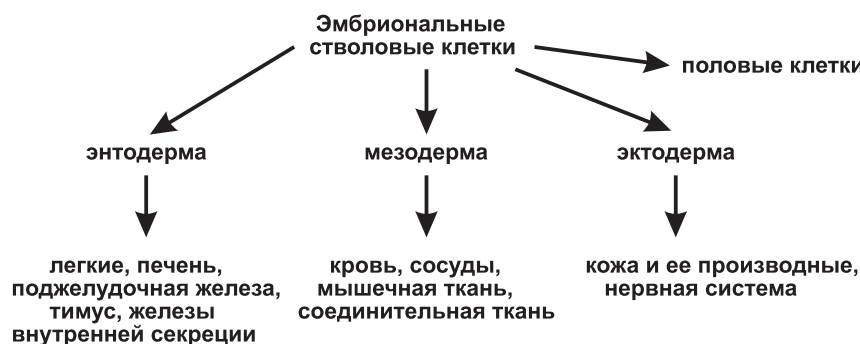 Эмбриональные
стволовые клетки
половые клетки
энтодерма
мезодерма
эктодерма
легкие, печень,
поджелудочная железа,
тимус, железы
внутренней секреции
кровь, сосуды,
мышечная ткань,
соединительная ткань
кожа и ее производные,
нервная система